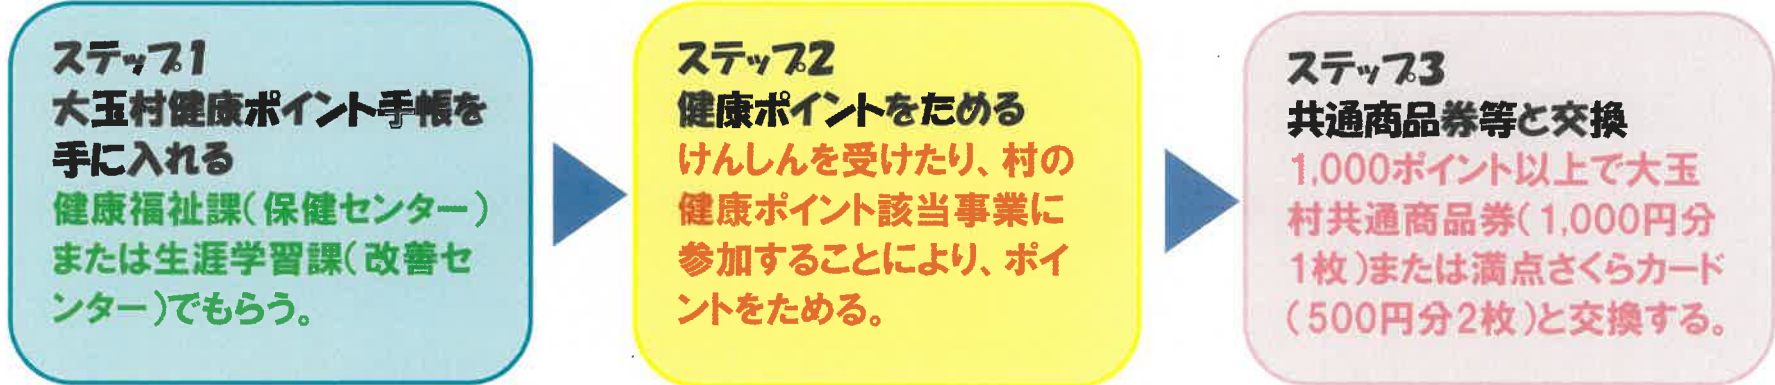 ステップ1
大玉村健康ポイント手帳を
手に入れる
健康福祉課(保健センター)
または生涯学習課(改善セ
ンター)でもらう。
ステップ2
健康ポイントをためる
けんしんを受けたり、村の
健康ポイント該当事業に
参加することにより、ポイ
ントをためる。
ステップ3
共通商品券等と交換
1,000ポイント以上で大玉
村共通商品券(1,000円分
1枚)または満点さくらカード
(500円分2枚)と交換する。